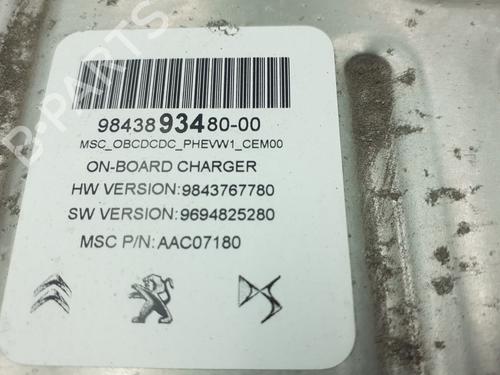 B-PARTS
9843893480-00
MSC_OBCDCDC_PHEVW1_CEM00
ON-BOARD CHARGER
HW VERSION:9843767780
SW VERSION:9694825280
MSC P/N:AAC07180